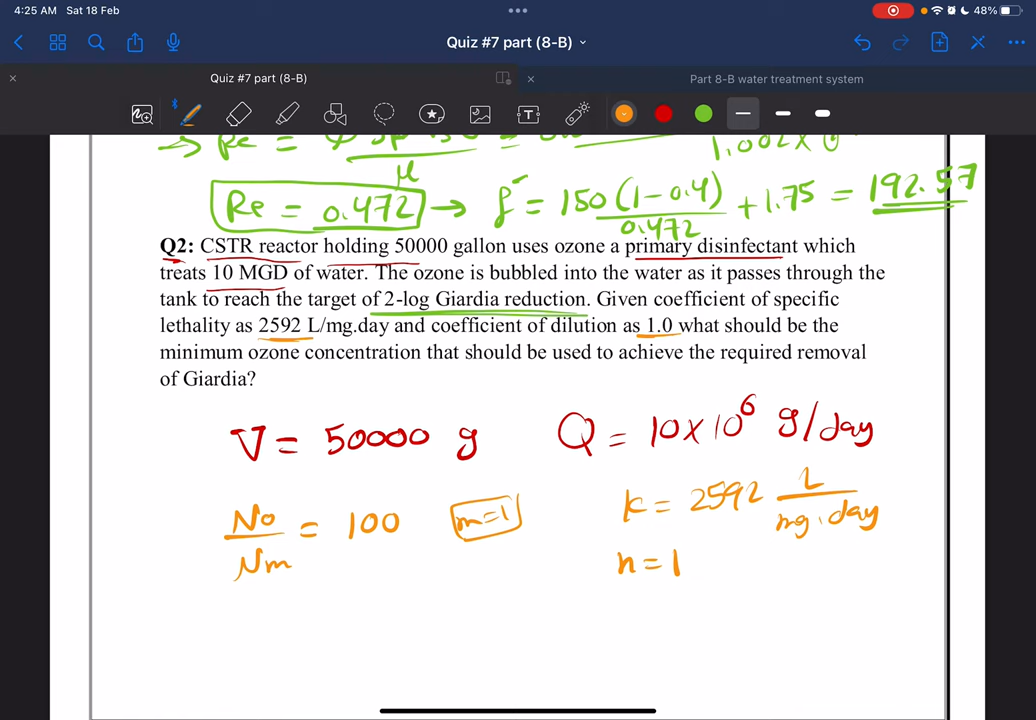 4:25 AM Sat 18 Feb 48%
Quiz #7 part (8-B)
Quiz #7 part (8-B) Part 8-B water treatment system
→ Re = = 1.002×
μ
Re = 0.472 → f = 150 (1-0.4) / 0.472 + 1.75 = 192.57
Q2: CSTR reactor holding 50000 gallon uses ozone a primary disinfectant which
treats 10 MGD of water. The ozone is bubbled into the water as it passes through the
tank to reach the target of 2-log Giardia reduction. Given coefficient of specific
lethality as 2592 L/mg.day and coefficient of dilution as 1.0 what should be the
minimum ozone concentration that should be used to achieve the required removal
of Giardia?
V = 50000 g Q = 10×10^6 g/day
No/Nm = 100 m=1 K = 2592 L/mg.day
n = 1